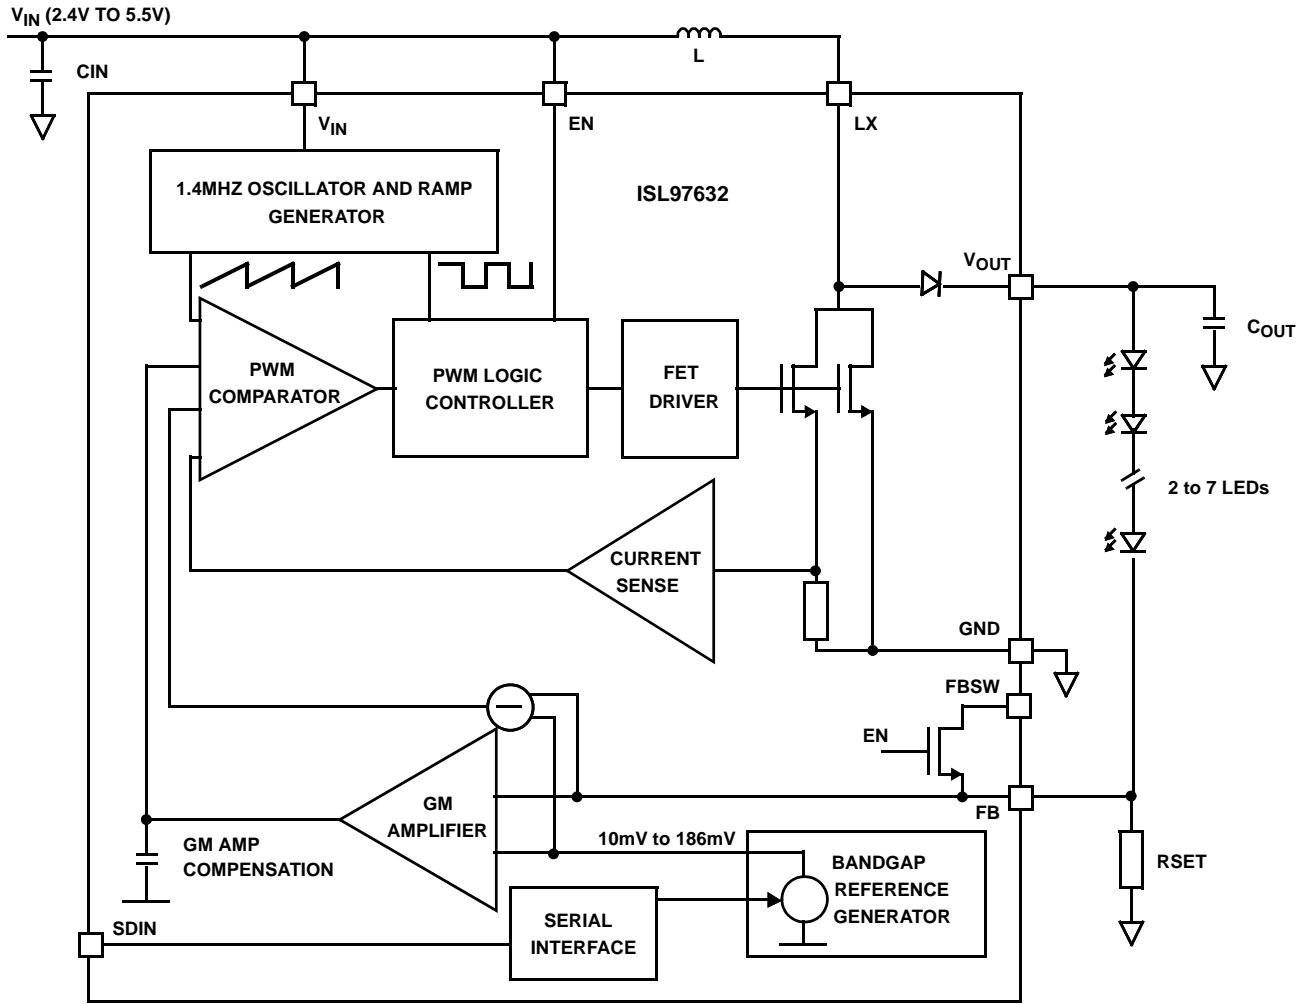 VIN (2.4V TO 5.5V)
L
CIN
VIN
EN
LX
1.4MHZ OSCILLATOR AND RAMP
GENERATOR
ISL97632
VOUT
COUT
PWM
COMPARATOR
PWM LOGIC
CONTROLLER
FET
DRIVER
2 to 7 LEDs
CURRENT
SENSE
GND
FBSW
EN
FB
GM
AMPLIFIER
10mV to 186mV
GM AMP
COMPENSATION
BANDGAP
REFERENCE
GENERATOR
RSET
SDIN
SERIAL
INTERFACE